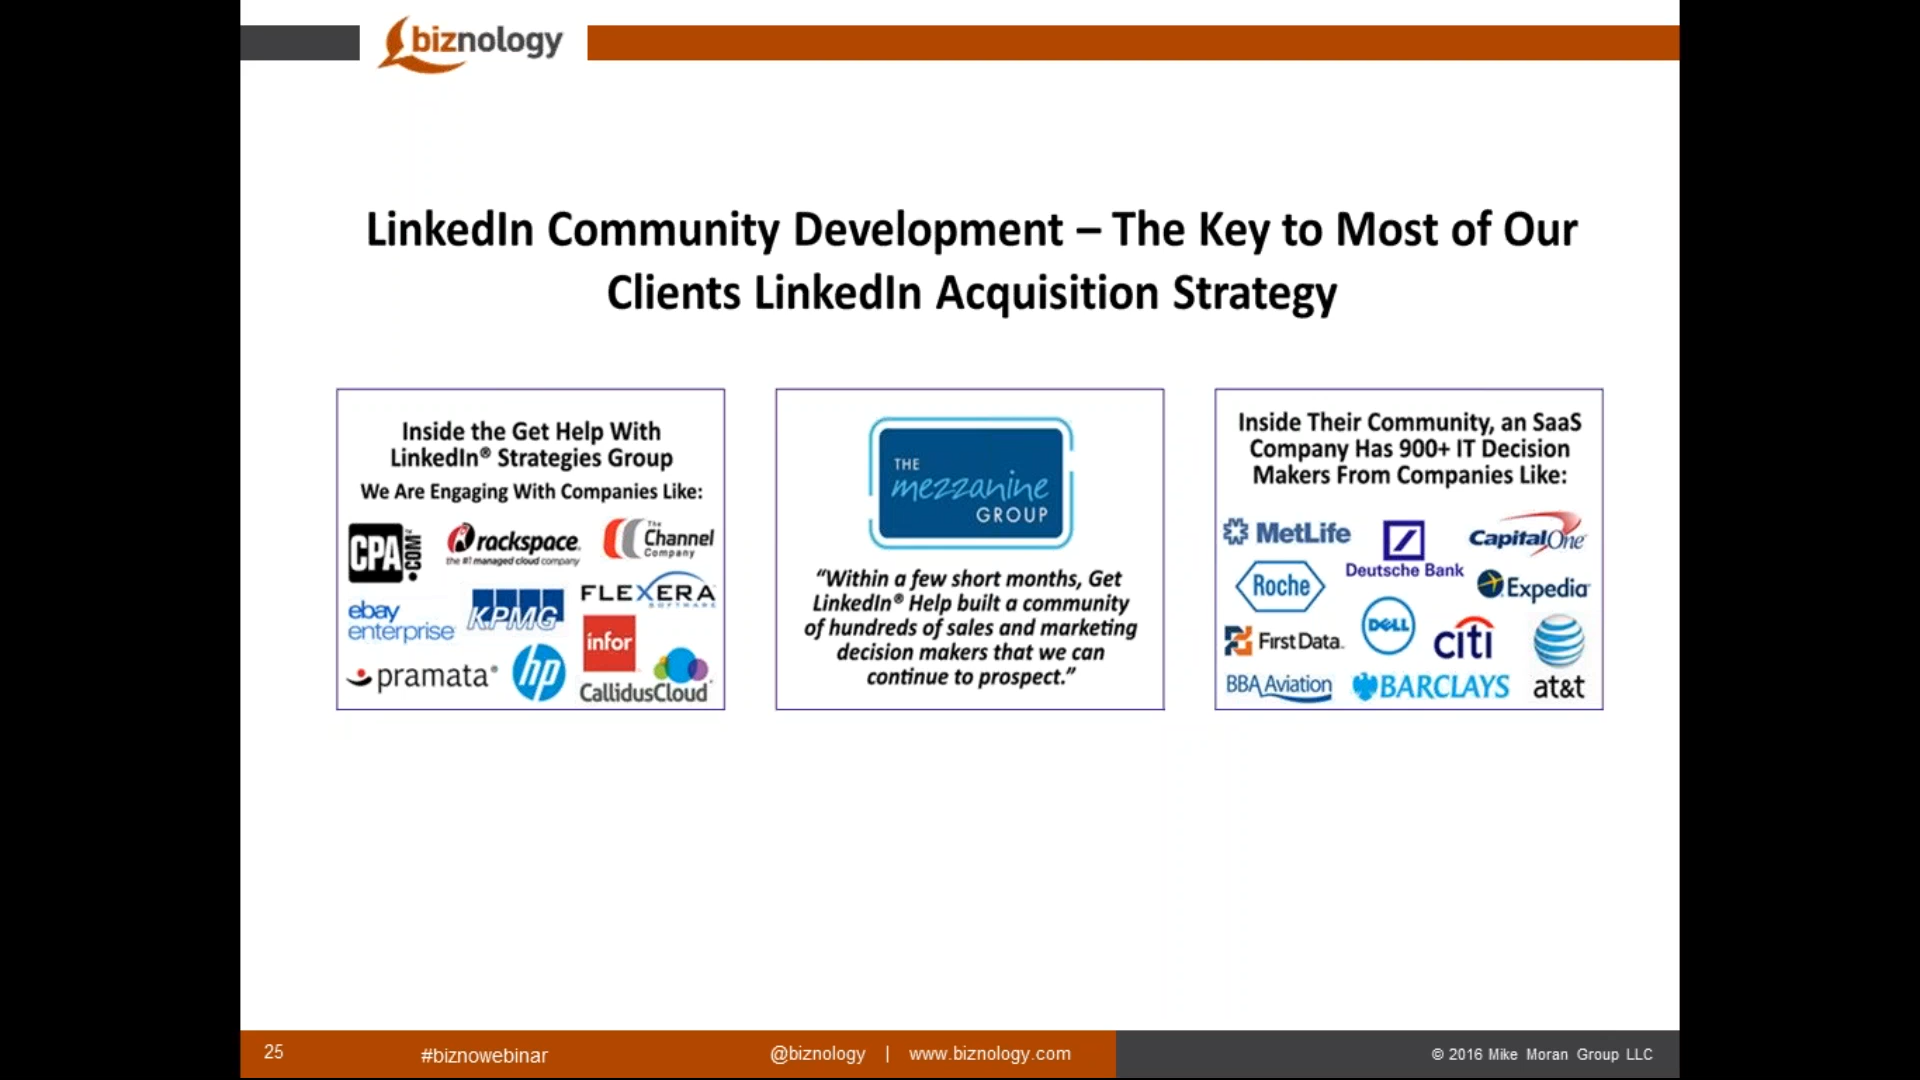 biznology
LinkedIn Community Development – The Key to Most of Our
Clients LinkedIn Acquisition Strategy
Inside the Get Help With
LinkedIn® Strategies Group
We Are Engaging With Companies Like:
CPA.COM™
rackspace.
the #1 managed cloud company
The
Channel
Company
ebay
enterprise
KPMG
FLEXERA
SOFTWARE
infor
pramata®
hp
CallidusCloud
THE
mezzanine
GROUP
“Within a few short months, Get
LinkedIn® Help built a community
of hundreds of sales and marketing
decision makers that we can
continue to prospect.”
Inside Their Community, an SaaS
Company Has 900+ IT Decision
Makers From Companies Like:
MetLife
Deutsche Bank
CapitalOne
Roche
Expedia
First Data.
DELL
citi
BBA Aviation
BARCLAYS
at&t
25
#biznowebinar
@biznology | www.biznology.com
© 2016 Mike Moran Group LLC